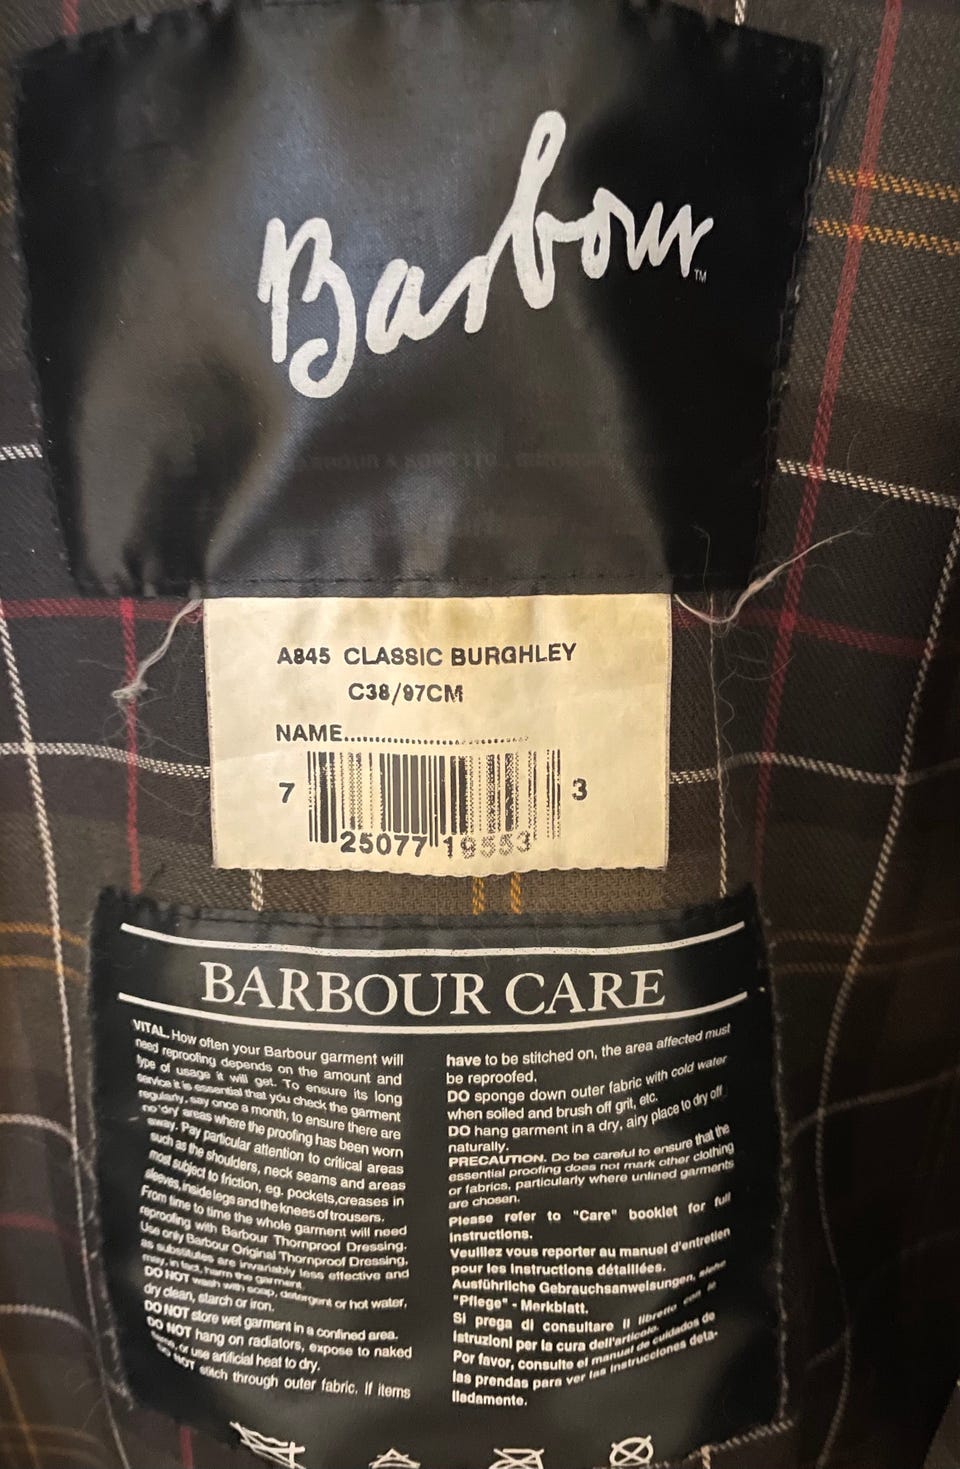 Barbour
TM
A845 CLASSIC BURGHLEY
C38/97CM
NAME..............................
7 25077 19553 3
BARBOUR CARE
VITAL. How often your Barbour garment will
need reproofing depends on the amount and
type of usage it will get. To ensure its long
service it is essential that you check the garment
regularly, say once a month, to ensure there are
no 'dry' areas where the proofing has been worn
away. Pay particular attention to critical areas
such as the shoulders, neck seams and areas
most subject to friction, eg. pockets, creases in
sleeves, inside legs and the knees of trousers.
From time to time the whole garment will need
reproofing with Barbour Thornproof Dressing.
Use only Barbour Original Thornproof Dressing,
as substitutes are invariably less effective and
may, in fact, harm the garment.
DO NOT wash with soap, detergent or hot water,
dry clean, starch or iron.
DO NOT store wet garment in a confined area.
DO NOT hang on radiators, expose to naked
or use artificial heat to dry.
DO NOT stitch through outer fabric. If items
have to be stitched on, the area affected must
be reproofed.
DO sponge down outer fabric with cold water
when soiled and brush off grit, etc.
DO hang garment in a dry, airy place to dry off
naturally.
PRECAUTION. Do be careful to ensure that the
essential proofing does not mark other clothing
or fabrics, particularly where unlined garments
are chosen.
Please refer to "Care" booklet for full
instructions.
Veuillez vous reporter au manuel d'entretien
pour les instructions détaillées.
Ausführliche Gebrauchsanweisungen, siehe
"Pflege" - Merkblatt.
Si prega di consultare il libretto con le
istruzioni per la cura dell'articolo.
Por favor, consulte el manual de cuidados de
las prendas para ver las instrucciones deta-
lladamente.